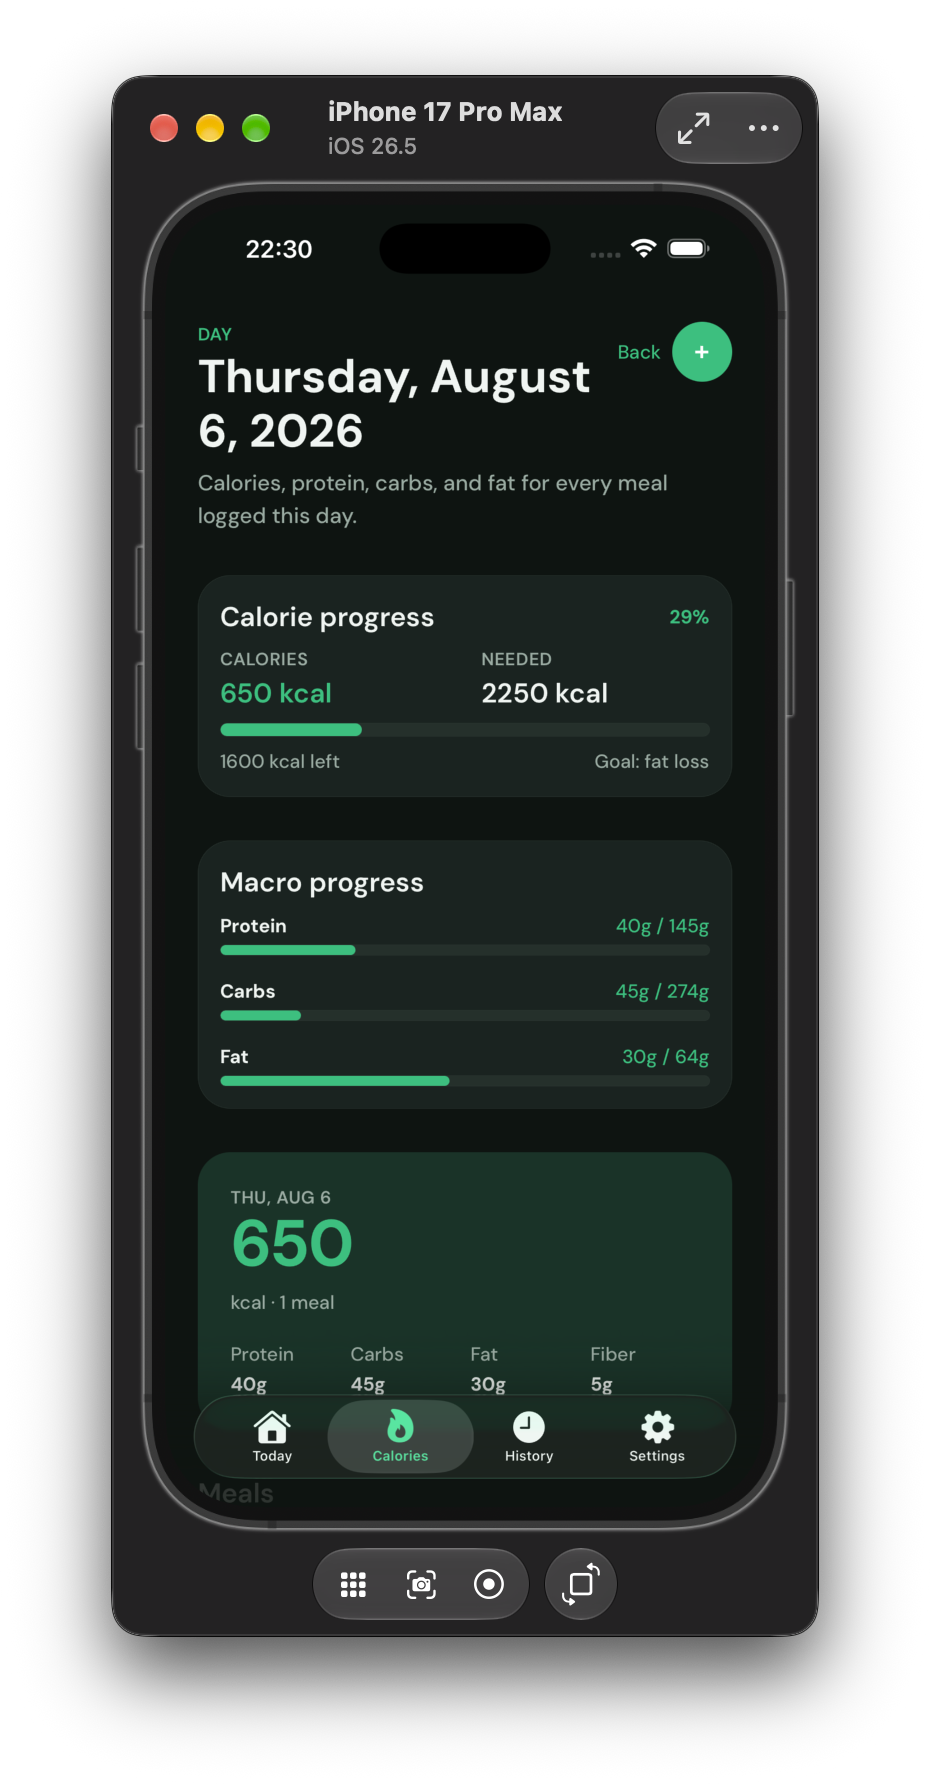 iPhone 17 Pro Max
iOS 26.5
22:30
DAY
Thursday, August
6, 2026
Back
+
Calories, protein, carbs, and fat for every meal
logged this day.
Calorie progress
29%
CALORIES
NEEDED
650 kcal
2250 kcal
1600 kcal left
Goal: fat loss
Macro progress
Protein
40g / 145g
Carbs
45g / 274g
Fat
30g / 64g
THU, AUG 6
650
kcal · 1 meal
Protein
Carbs
Fat
Fiber
40g
45g
30g
5g
Today
Calories
History
Settings
Meals